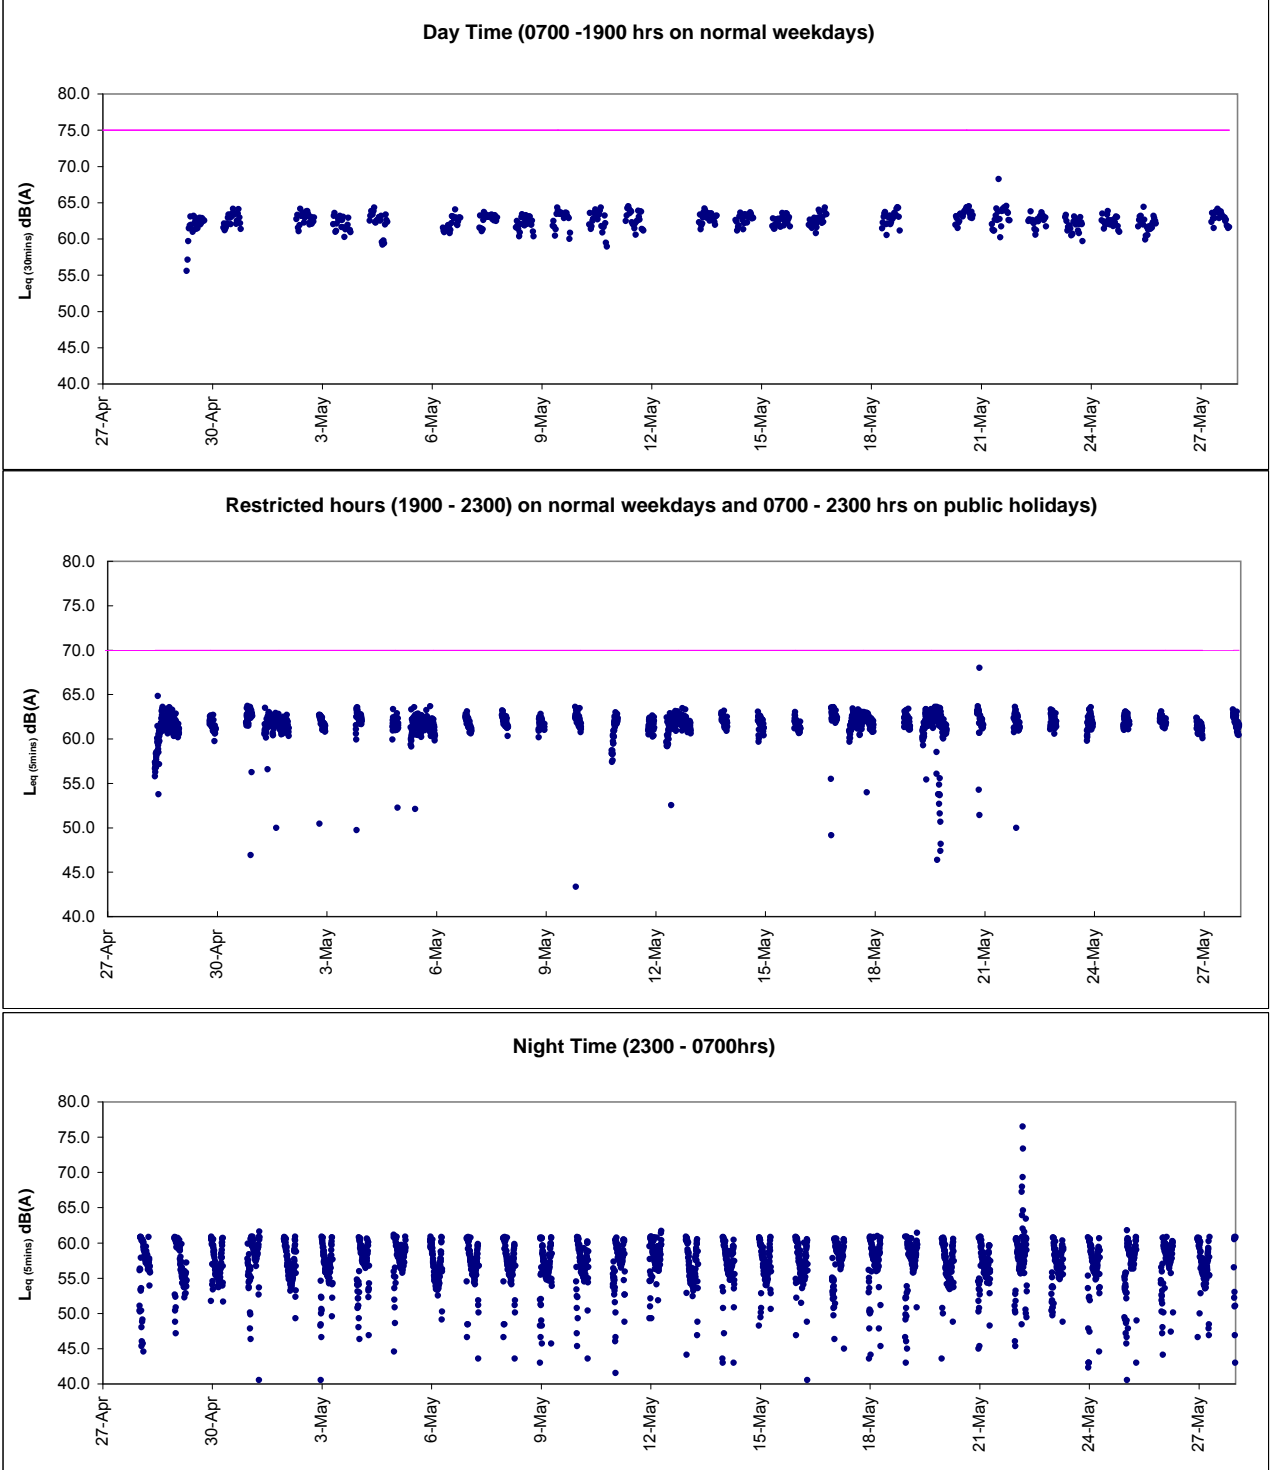 Day Time (0700 -1900 hrs on normal weekdays)
80.0
75.0
70.0
65.0
60.0
55.0
50.0
45.0
40.0
Leq (30mins) dB(A)
27-Apr
30-Apr
3-May
6-May
9-May
12-May
15-May
18-May
21-May
24-May
27-May
Restricted hours (1900 - 2300) on normal weekdays and 0700 - 2300 hrs on public holidays)
80.0
75.0
70.0
65.0
60.0
55.0
50.0
45.0
40.0
Leq (5mins) dB(A)
27-Apr
30-Apr
3-May
6-May
9-May
12-May
15-May
18-May
21-May
24-May
27-May
Night Time (2300 - 0700hrs)
80.0
75.0
70.0
65.0
60.0
55.0
50.0
45.0
40.0
Leq (5mins) dB(A)
27-Apr
30-Apr
3-May
6-May
9-May
12-May
15-May
18-May
21-May
24-May
27-May